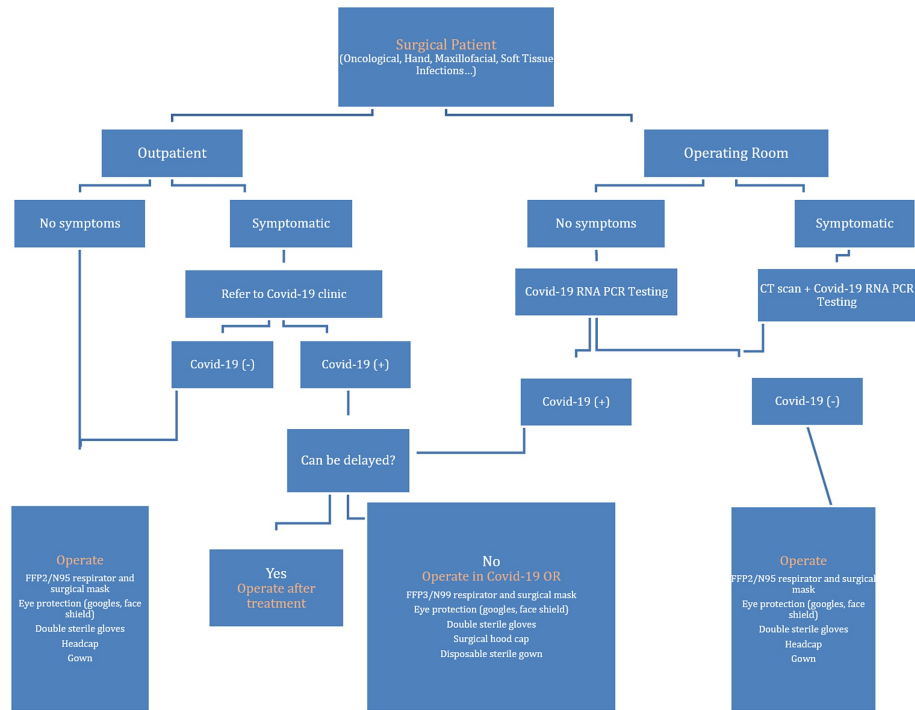 Surgical Patient
(Oncological, Hand, Maxillofacial, Soft Tissue
Infections...)
Outpatient
Operating Room
No symptoms
Symptomatic
No symptoms
Symptomatic
Refer to Covid-19 clinic
Covid-19 RNA PCR Testing
CT scan + Covid-19 RNA PCR
Testing
Covid-19 (-)
Covid-19 (+)
Covid-19 (+)
Covid-19 (-)
Can be delayed?
Operate
FFP2/N95 respirator and surgical
mask
Eye protection (googles, face
shield)
Double sterile gloves
Headcap
Gown
Yes
Operate after
treatment
No
Operate in Covid-19 OR
FFP3/N99 respirator and surgical mask
Eye protection (googles, face shield)
Double sterile gloves
Surgical hood cap
Disposable sterile gown
Operate
FFP2/N95 respirator and surgical
mask
Eye protection (googles, face
shield)
Double sterile gloves
Headcap
Gown